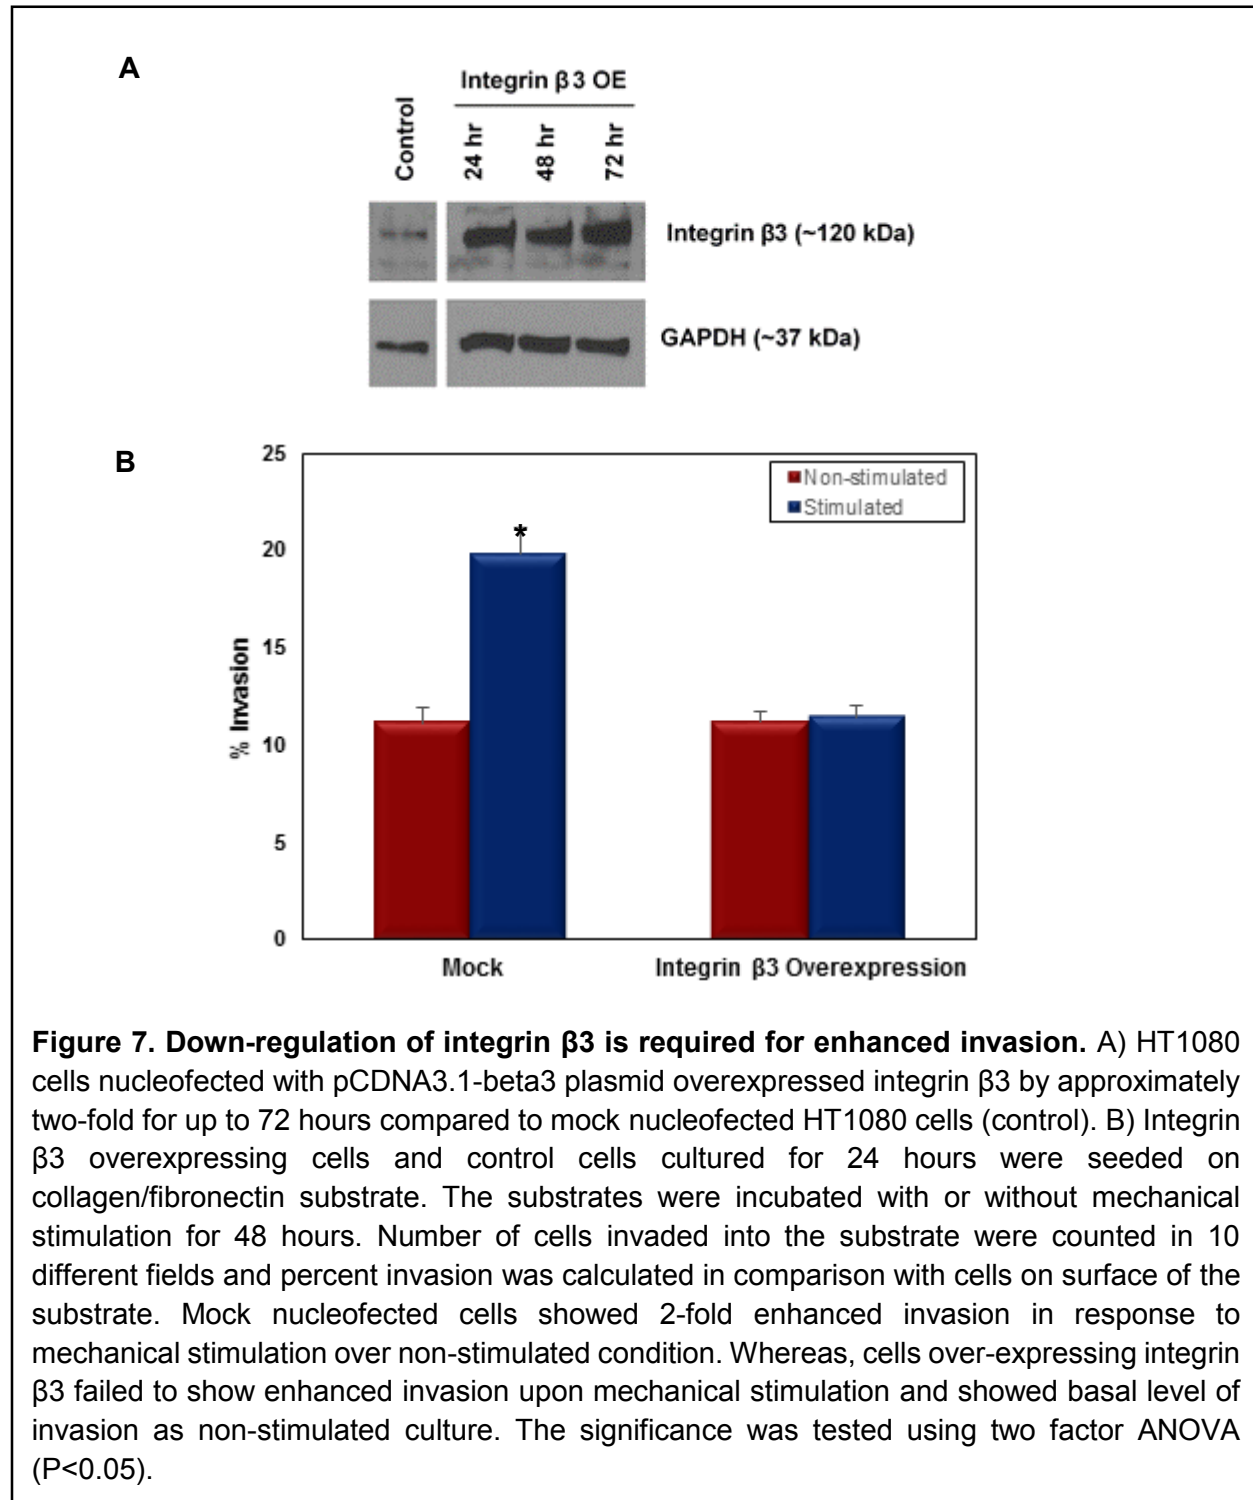 A
Integrin β3 OE
Control
24 hr
48 hr
72 hr
Integrin β3 (~120 kDa)
GAPDH (~37 kDa)
B
25
20
15
10
5
0
% Invasion
Non-stimulated
Stimulated
*
Mock
Integrin β3 Overexpression
Figure 7. Down-regulation of integrin β3 is required for enhanced invasion. A) HT1080
cells nucleofected with pCDNA3.1-beta3 plasmid overexpressed integrin β3 by approximately
two-fold for up to 72 hours compared to mock nucleofected HT1080 cells (control). B) Integrin
β3 overexpressing cells and control cells cultured for 24 hours were seeded on
collagen/fibronectin substrate. The substrates were incubated with or without mechanical
stimulation for 48 hours. Number of cells invaded into the substrate were counted in 10
different fields and percent invasion was calculated in comparison with cells on surface of the
substrate. Mock nucleofected cells showed 2-fold enhanced invasion in response to
mechanical stimulation over non-stimulated condition. Whereas, cells over-expressing integrin
β3 failed to show enhanced invasion upon mechanical stimulation and showed basal level of
invasion as non-stimulated culture. The significance was tested using two factor ANOVA
(P<0.05).